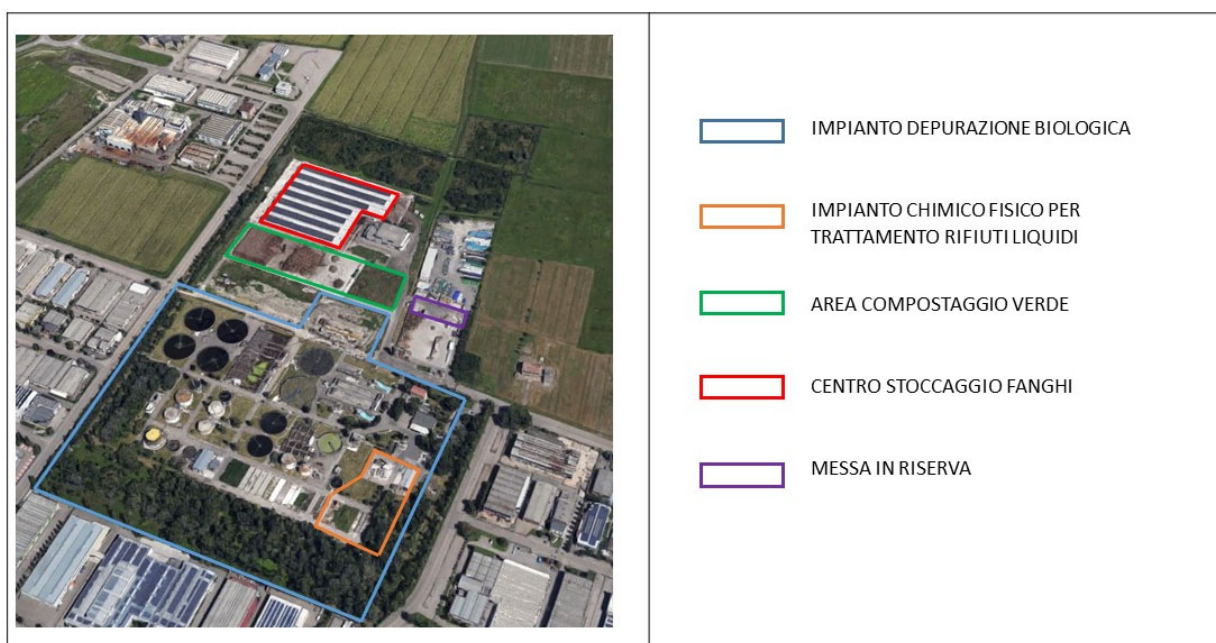 IMPIANTO DEPURAZIONE BIOLOGICA
IMPIANTO CHIMICO FISICO PER
TRATTAMENTO RIFIUTI LIQUIDI
AREA COMPOSTAGGIO VERDE
CENTRO STOCCAGGIO FANGHI
MESSA IN RISERVA